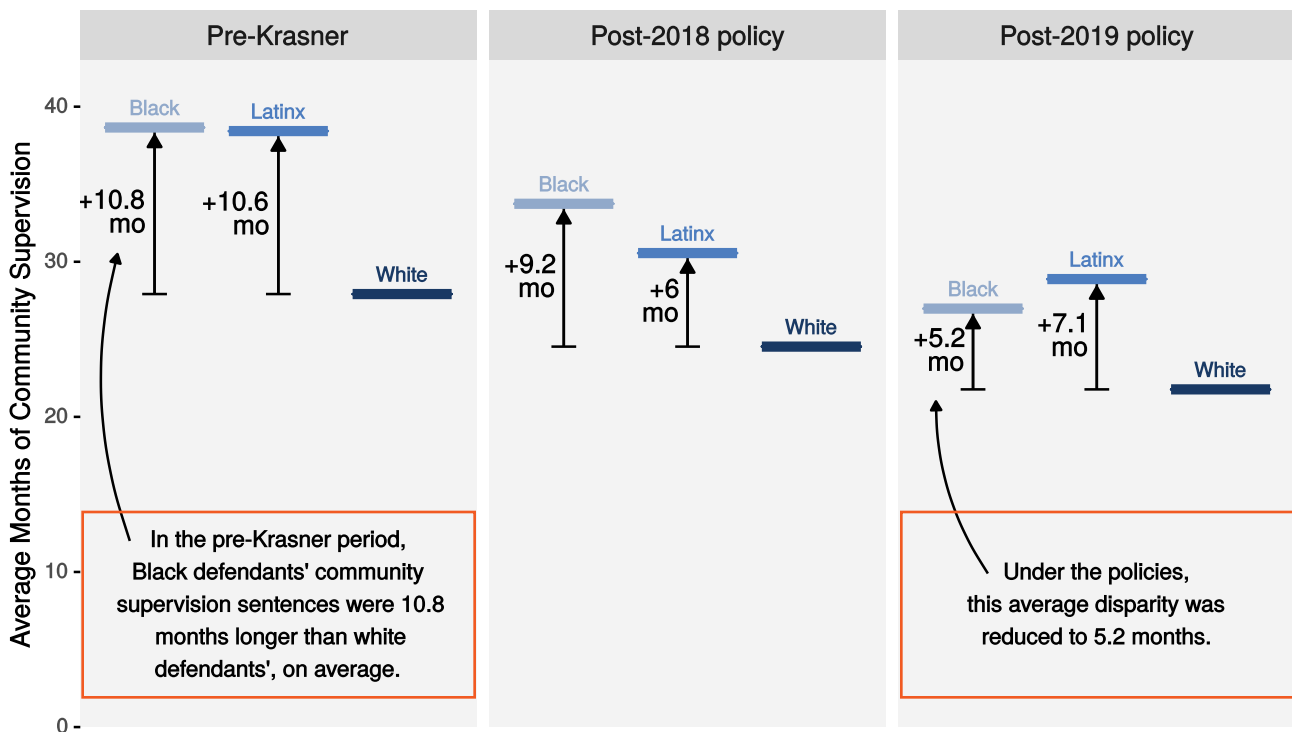 Pre-Krasner
Post-2018 policy
Post-2019 policy
Average Months of Community Supervision
40
30
20
10
0
Black
Latinx
White
+10.8
mo
+10.6
mo
In the pre-Krasner period,
Black defendants' community
supervision sentences were 10.8
months longer than white
defendants', on average.
Black
Latinx
White
+9.2
mo
+6
mo
Black
Latinx
White
+5.2
mo
+7.1
mo
Under the policies,
this average disparity was
reduced to 5.2 months.